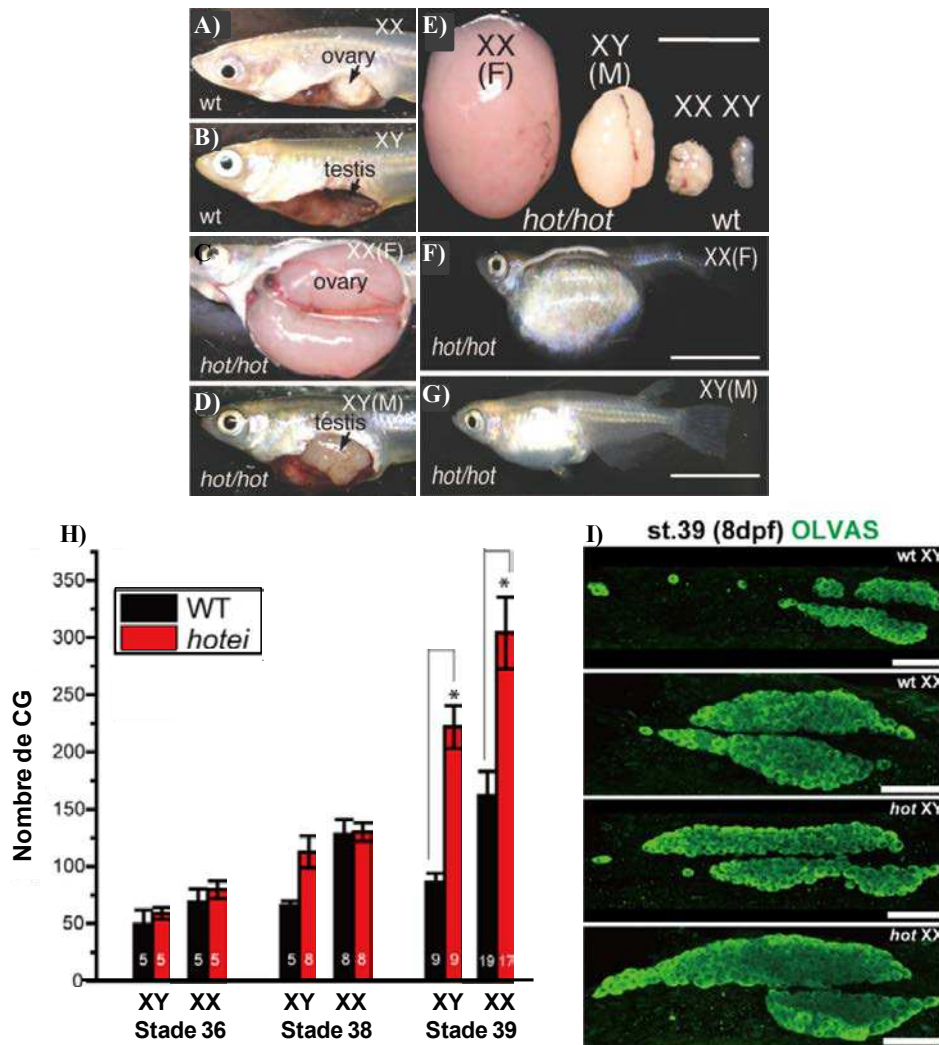 A)
XX
ovary
wt
B)
XY
testis
wt
C)
XX(F)
ovary
hot/hot
D)
XY(M)
testis
hot/hot
E)
XX
(F)
XY
(M)
XX XY
hot/hot
wt
F)
XX(F)
hot/hot
G)
XY(M)
hot/hot
H)
Nombre de CG
350
300
250
200
150
100
50
0
WT
hotei
*
*
5 5 5 5 5 8 8 8 9 9 19 17
XY XX XY XX XY XX
Stade 36 Stade 38 Stade 39
I)
st.39 (8dpf) OLVAS
wt XY
wt XX
hot XY
hot XX